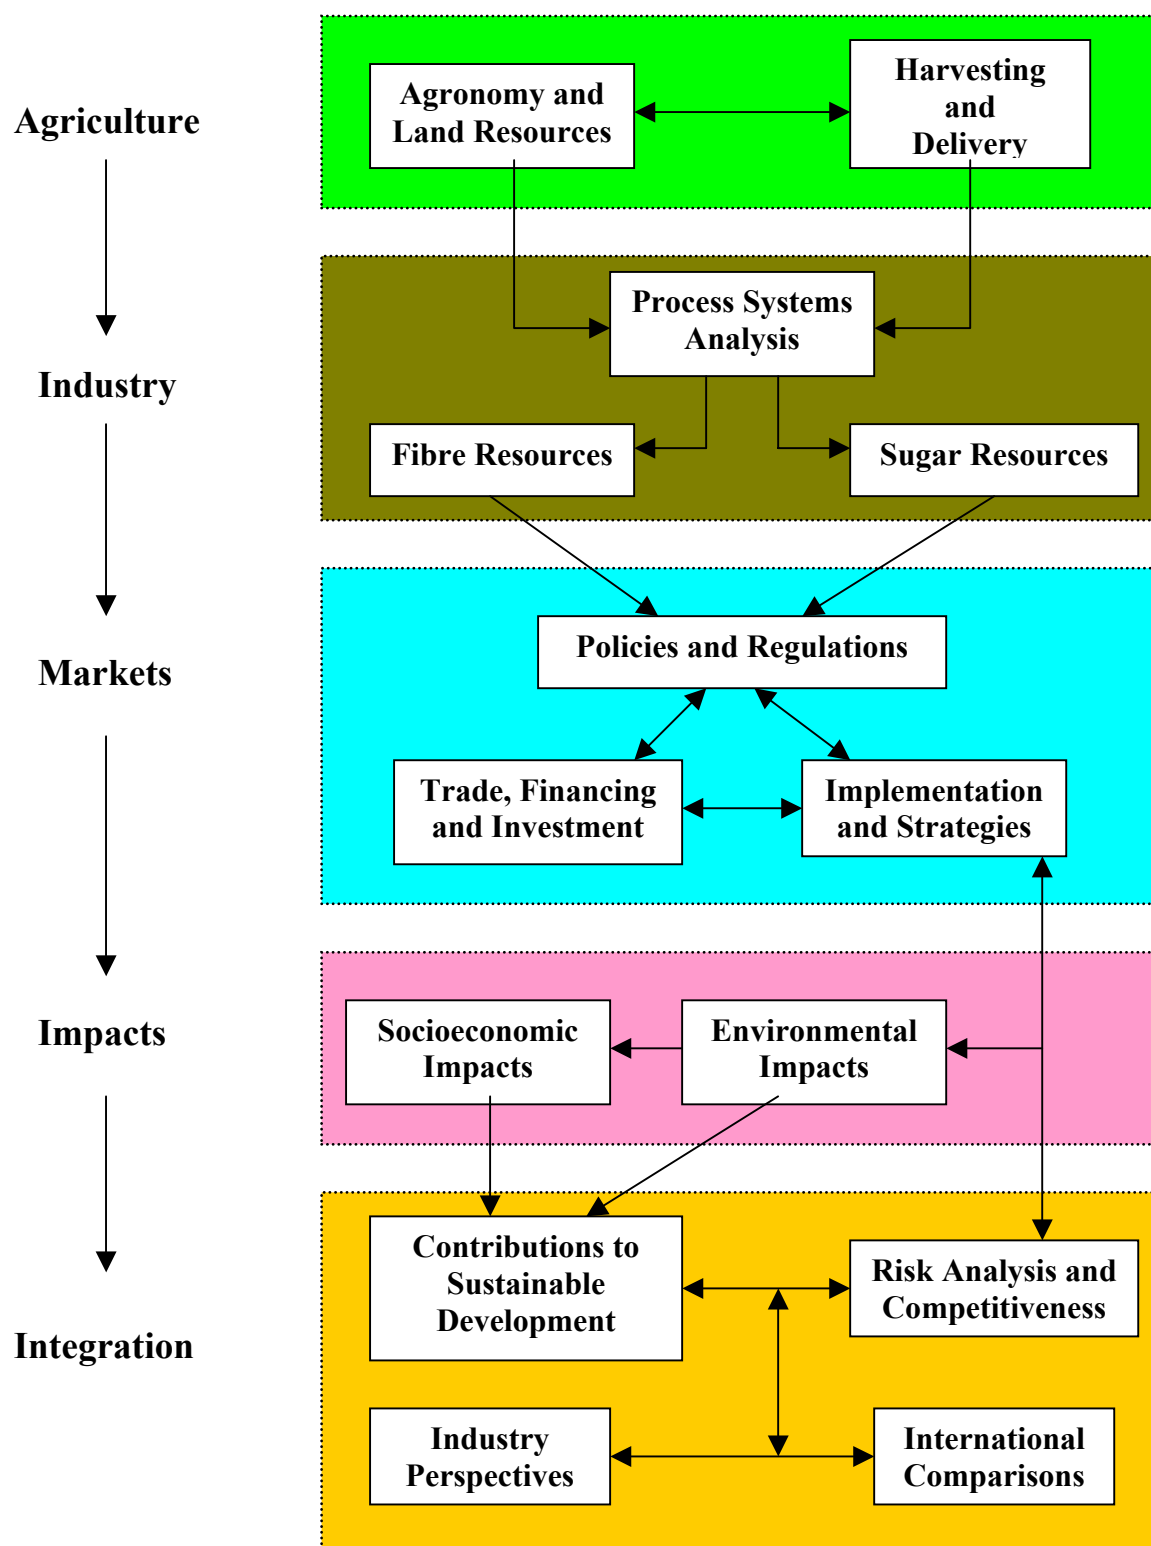 Agriculture
Agronomy and
Land Resources
Harvesting
and
Delivery
Industry
Process Systems
Analysis
Fibre Resources
Sugar Resources
Markets
Policies and Regulations
Trade, Financing
and Investment
Implementation
and Strategies
Impacts
Socioeconomic
Impacts
Environmental
Impacts
Integration
Contributions to
Sustainable
Development
Risk Analysis and
Competitiveness
Industry
Perspectives
International
Comparisons